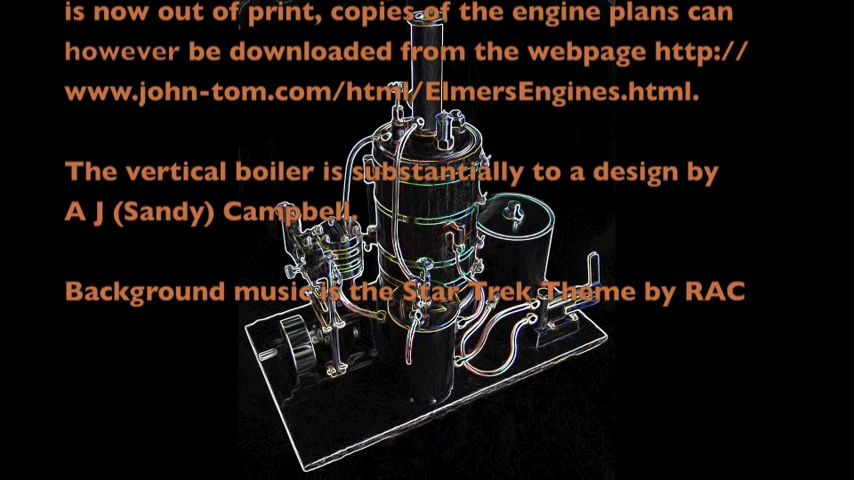 is now out of print, copies of the engine plans can
however be downloaded from the webpage http://
www.john-tom.com/html/ElmersEngines.html.
The vertical boiler is substantially to a design by
A J (Sandy) Campbell.
Background music is the Star Trek Theme by RAC